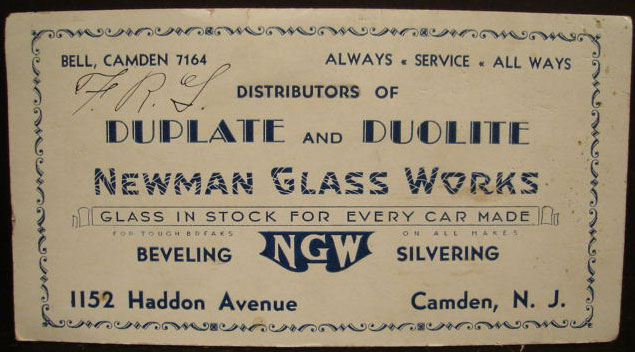 BELL, CAMDEN 7164 ALWAYS « SERVICE « ALL WAYS
F. R. S.
DISTRIBUTORS OF
DUPLATE AND DUOLITE
NEWMAN GLASS WORKS
GLASS IN STOCK FOR EVERY CAR MADE
FOR TOUGH BREAKS ON ALL MAKES
BEVELING NGW SILVERING
1152 Haddon Avenue Camden, N. J.